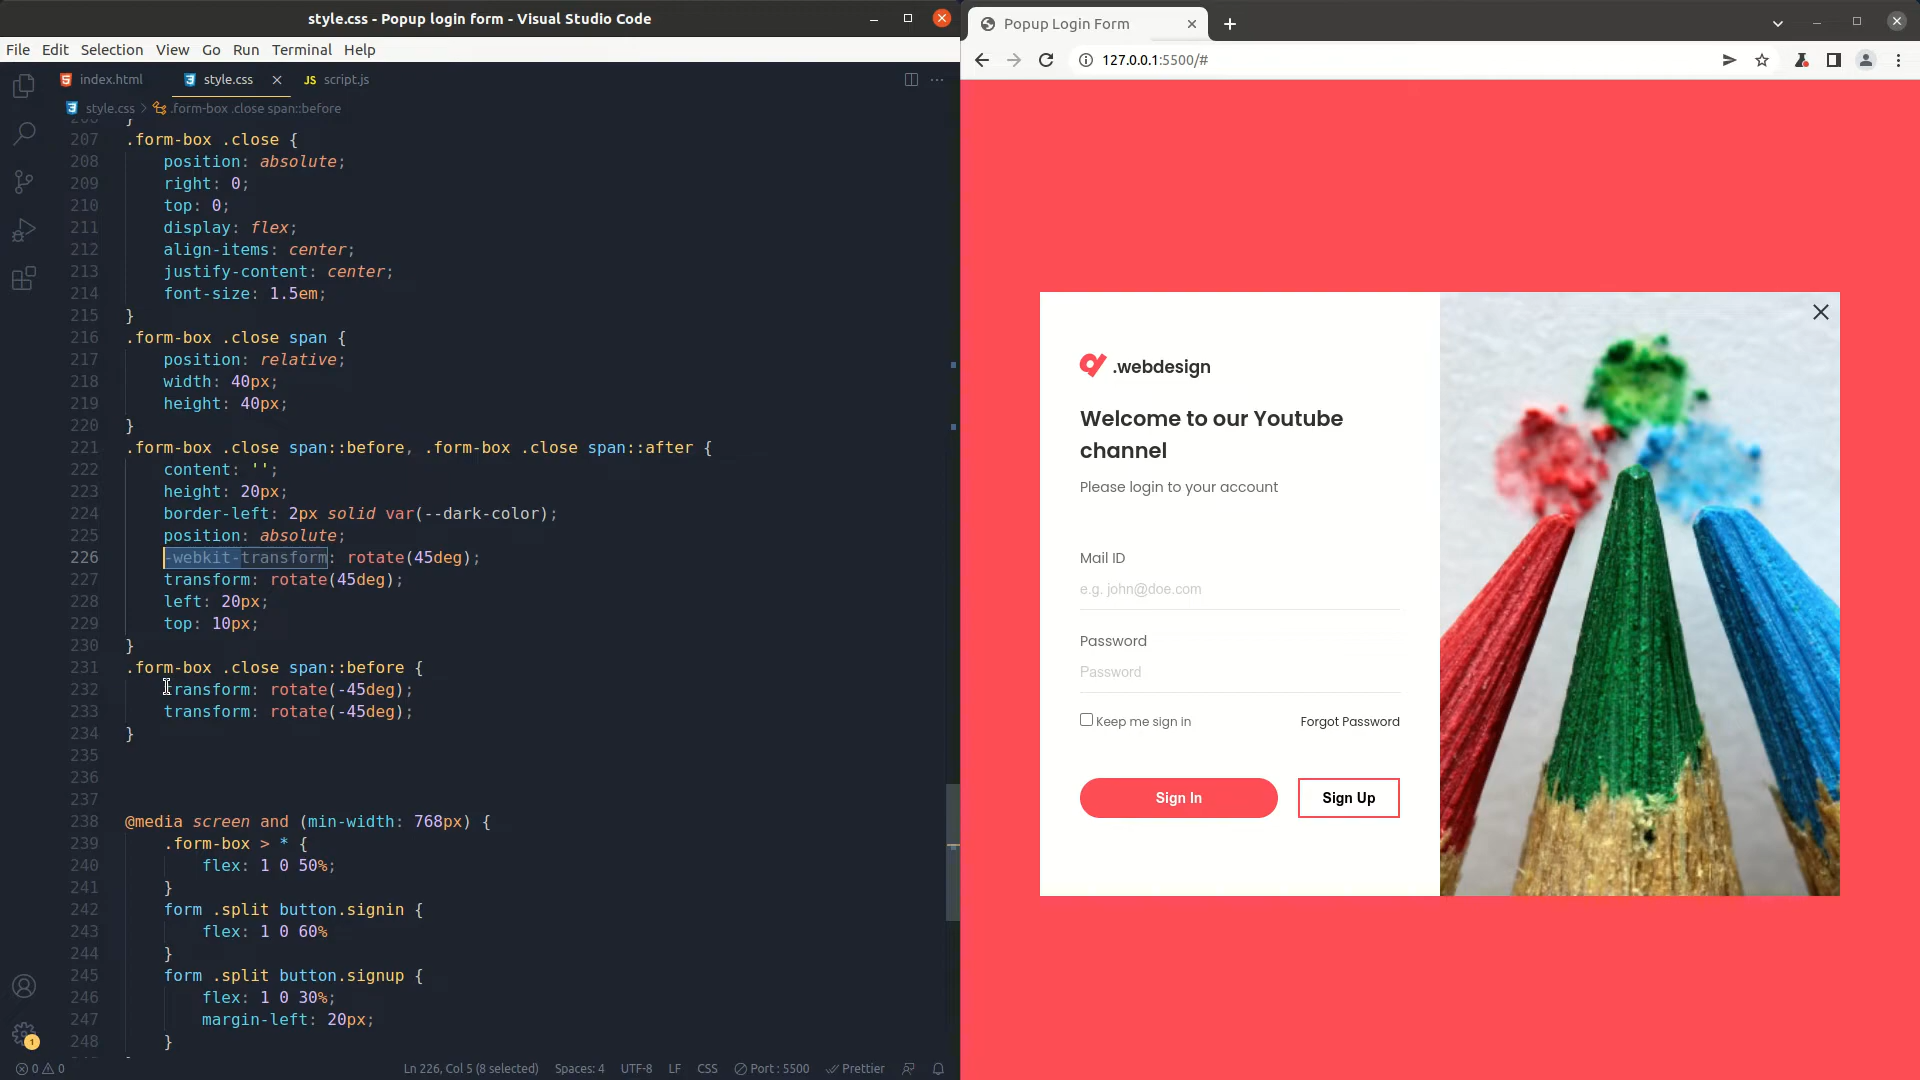 style.css - Popup login form - Visual Studio Code
File Edit Selection View Go Run Terminal Help
index.html
style.css
JS script.js
style.css > .form-box .close span::before
207 .form-box .close {
208 position: absolute;
209 right: 0;
210 top: 0;
211 display: flex;
212 align-items: center;
213 justify-content: center;
214 font-size: 1.5em;
215 }
216 .form-box .close span {
217 position: relative;
218 width: 40px;
219 height: 40px;
220 }
221 .form-box .close span::before, .form-box .close span::after {
222 content: '';
223 height: 20px;
224 border-left: 2px solid var(--dark-color);
225 position: absolute;
226 -webkit-transform: rotate(45deg);
227 transform: rotate(45deg);
228 left: 20px;
229 top: 10px;
230 }
231 .form-box .close span::before {
232 transform: rotate(-45deg);
233 transform: rotate(-45deg);
234 }
235
236
237
238 @media screen and (min-width: 768px) {
239 .form-box > * {
240 flex: 1 0 50%;
241 }
242 form .split button.signin {
243 flex: 1 0 60%
244 }
245 form .split button.signup {
246 flex: 1 0 30%;
247 margin-left: 20px;
248 }
1
0 0 Ln 226, Col 5 (8 selected) Spaces: 4 UTF-8 LF CSS Port : 5500 Prettier
Popup Login Form
127.0.0.1:5500/#
.webdesign
Welcome to our Youtube
channel
Please login to your account
Mail ID
e.g. john@doe.com
Password
Password
Keep me sign in Forgot Password
Sign In Sign Up